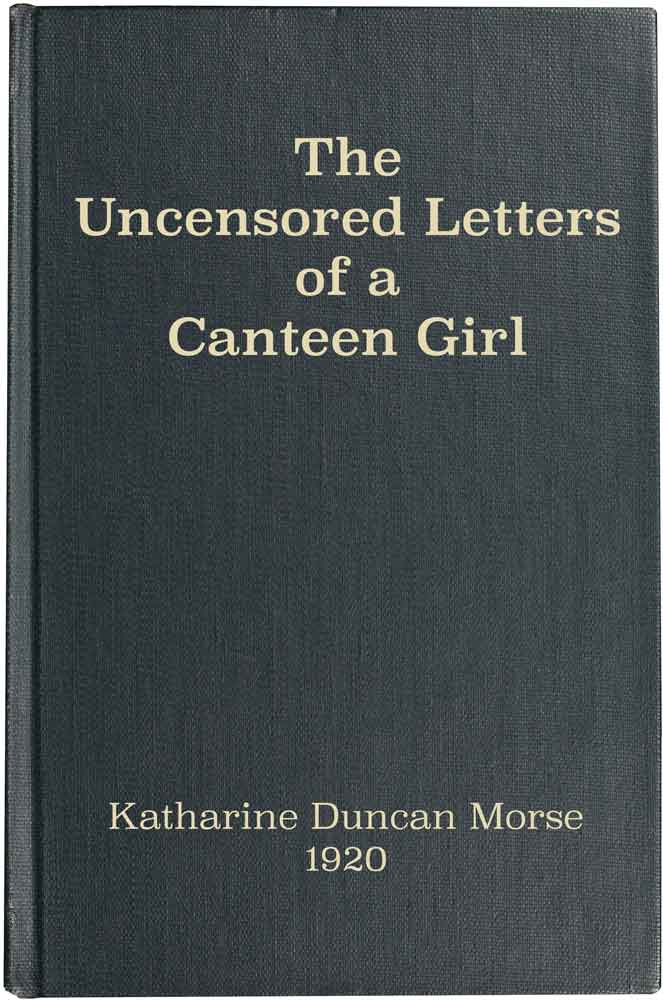 The
Uncensored Letters
of a
Canteen Girl
Katharine Duncan Morse
1920